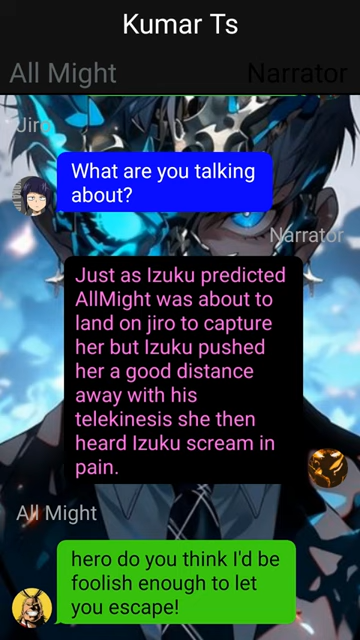 Kumar Ts
All Might
Narrator
Jiro
What are you talking
about?
Narrator
Just as Izuku predicted
AllMight was about to
land on jiro to capture
her but Izuku pushed
her a good distance
away with his
telekinesis she then
heard Izuku scream in
pain.
All Might
hero do you think I'd be
foolish enough to let
you escape!